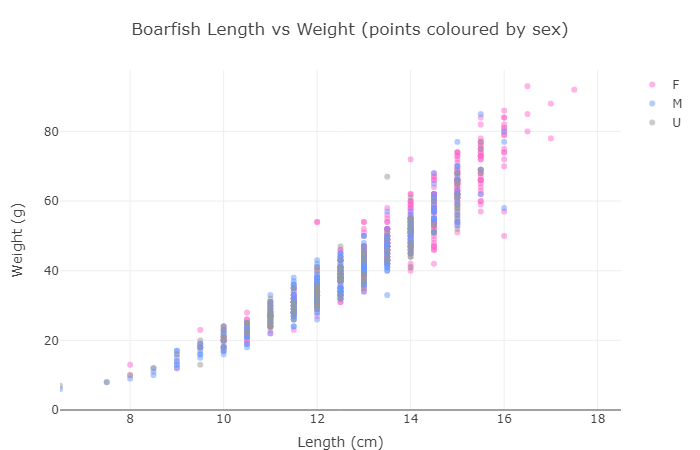 Boarfish Length vs Weight (points coloured by sex)
F
M
U
80
60
40
20
0
Weight (g)
8
10
12
14
16
18
Length (cm)